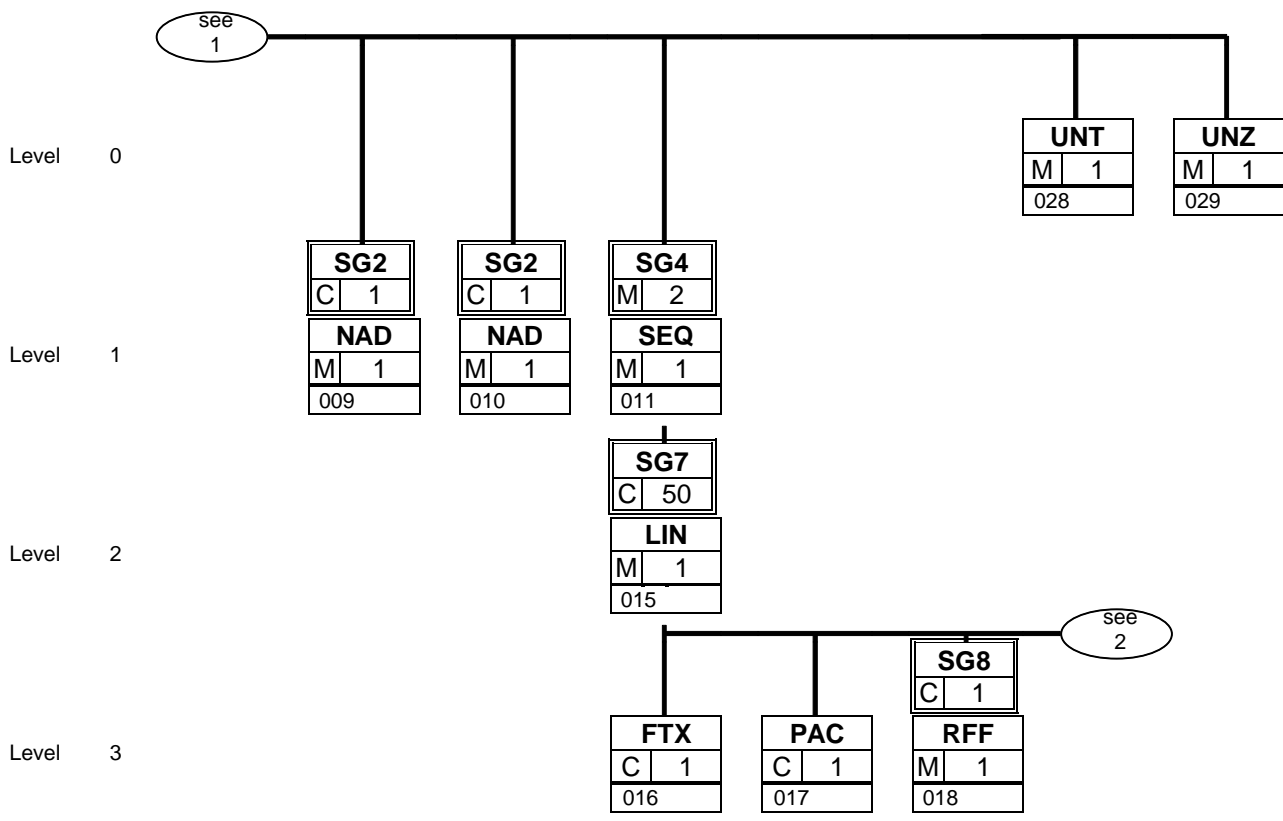 see
1
Level 0
UNT UNZ
M 1 M 1
028 029
SG2 SG2 SG4
C 1 C 1 M 2
Level 1
NAD NAD SEQ
M 1 M 1 M 1
009 010 011
SG7
C 50
Level 2
LIN
M 1
015
see
2
SG8
C 1
Level 3
FTX PAC RFF
C 1 C 1 M 1
016 017 018